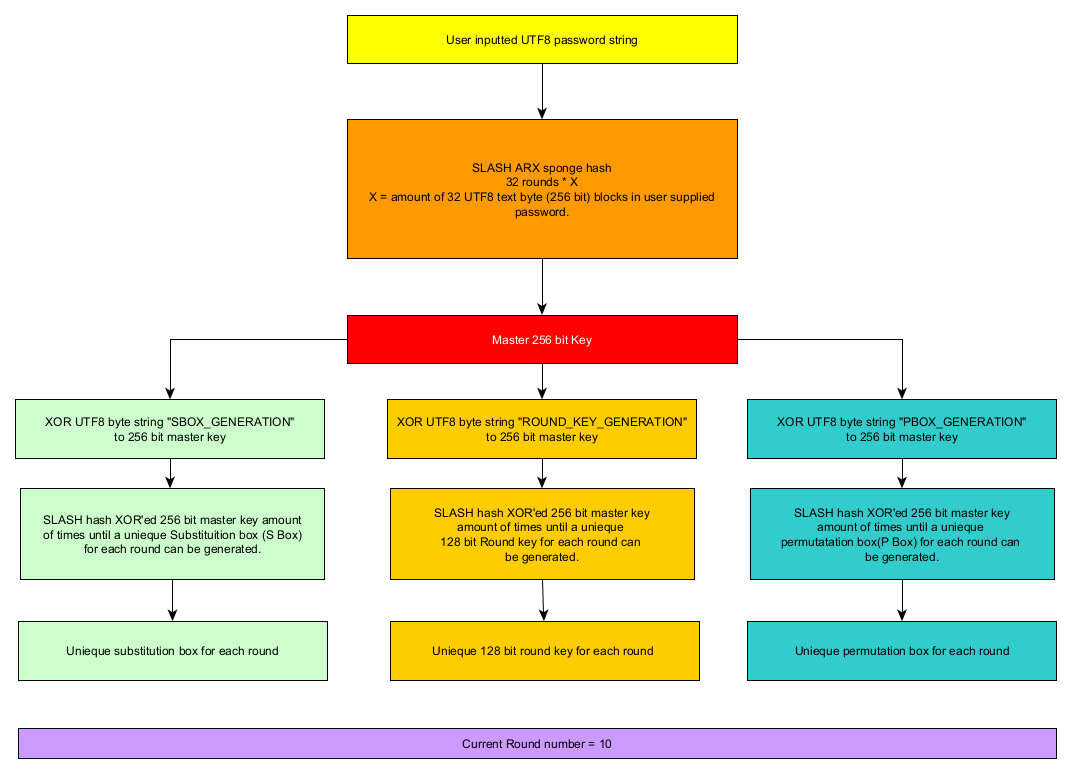 User inputted UTF8 password string
SLASH ARX sponge hash
32 rounds * X
X = amount of 32 UTF8 text byte (256 bit) blocks in user supplied
password.
Master 256 bit Key
XOR UTF8 byte string "SBOX_GENERATION"
to 256 bit master key
XOR UTF8 byte string "ROUND_KEY_GENERATION"
to 256 bit master key
XOR UTF8 byte string "PBOX_GENERATION"
to 256 bit master key
SLASH hash XOR'ed 256 bit master key amount
of times until a unieque Substituition box (S Box)
for each round can be generated.
SLASH hash XOR'ed 256 bit master key
amount of times until a unieque
128 bit Round key for each round can
be generated.
SLASH hash XOR'ed 256 bit master key
amount of times until a unieque
permutatation box(P Box) for each round can
be generated.
Unieque substitution box for each round
Unieque 128 bit round key for each round
Unieque permutation box for each round
Current Round number = 10